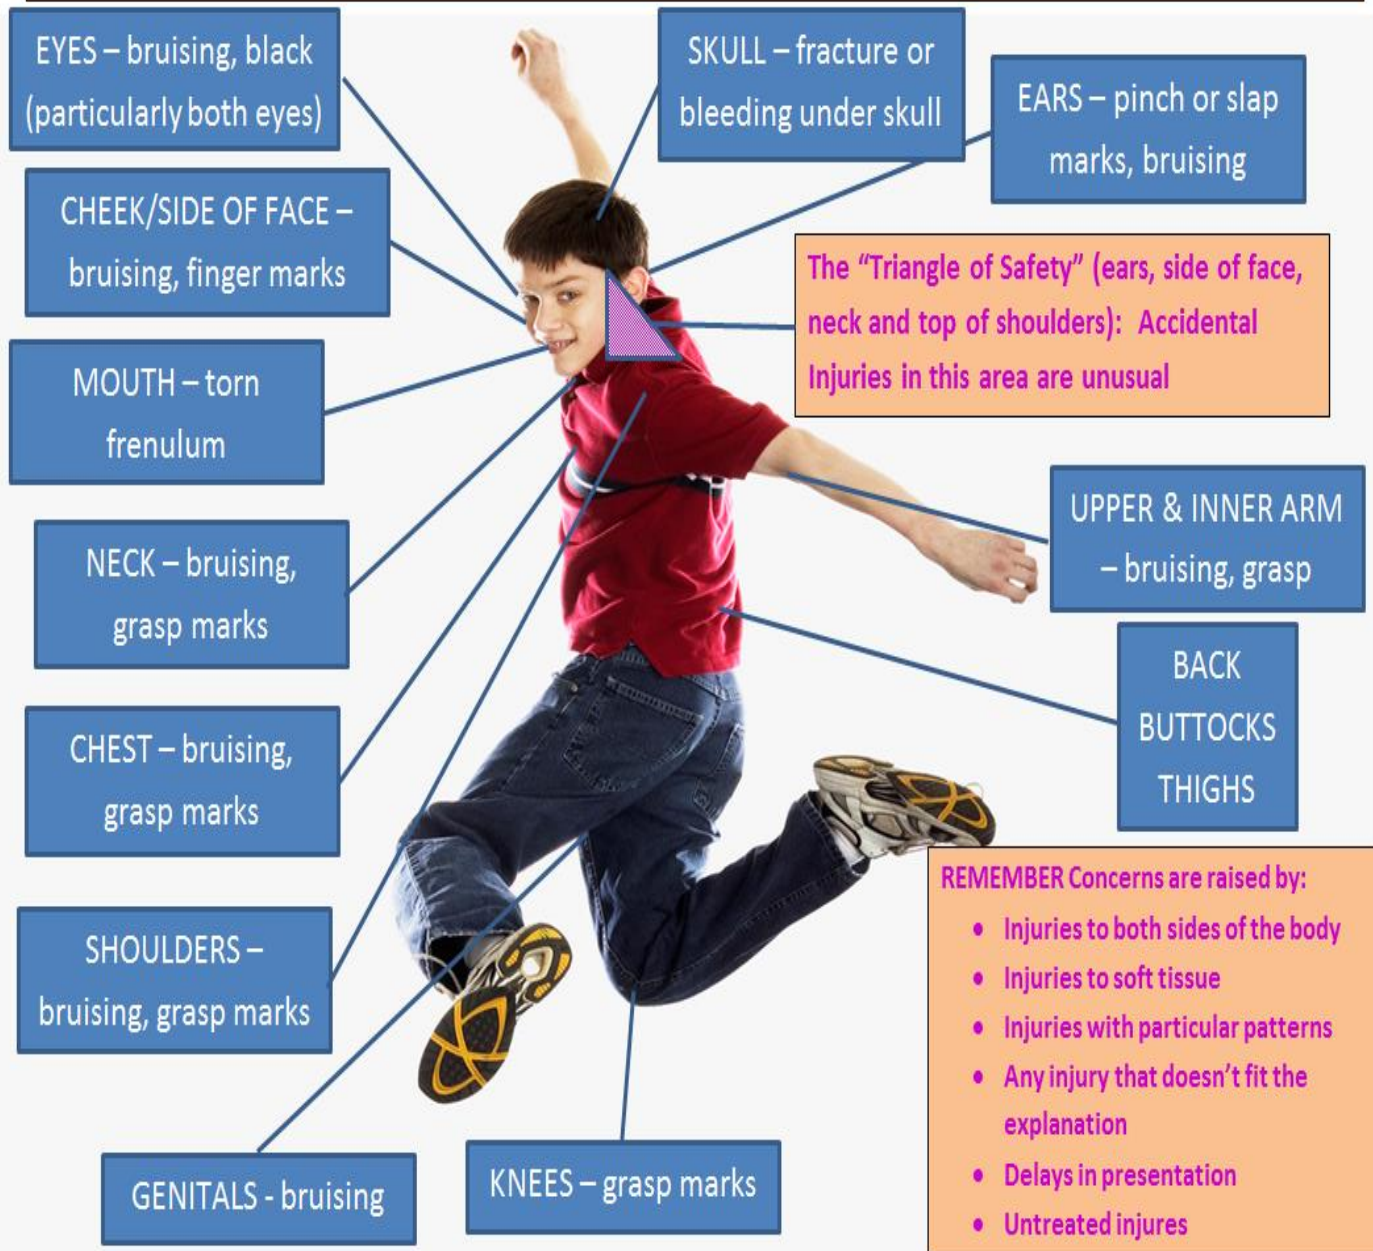 EYES – bruising, black
(particularly both eyes)
SKULL – fracture or
bleeding under skull
EARS – pinch or slap
marks, bruising
CHEEK/SIDE OF FACE –
bruising, finger marks
The “Triangle of Safety” (ears, side of face,
neck and top of shoulders): Accidental
Injuries in this area are unusual
MOUTH – torn
frenulum
UPPER & INNER ARM
– bruising, grasp
NECK – bruising,
grasp marks
BACK
BUTTOCKS
THIGHS
CHEST – bruising,
grasp marks
REMEMBER Concerns are raised by:
• Injuries to both sides of the body
• Injuries to soft tissue
• Injuries with particular patterns
• Any injury that doesn’t fit the
explanation
• Delays in presentation
• Untreated injures
SHOULDERS –
bruising, grasp marks
GENITALS - bruising
KNEES – grasp marks